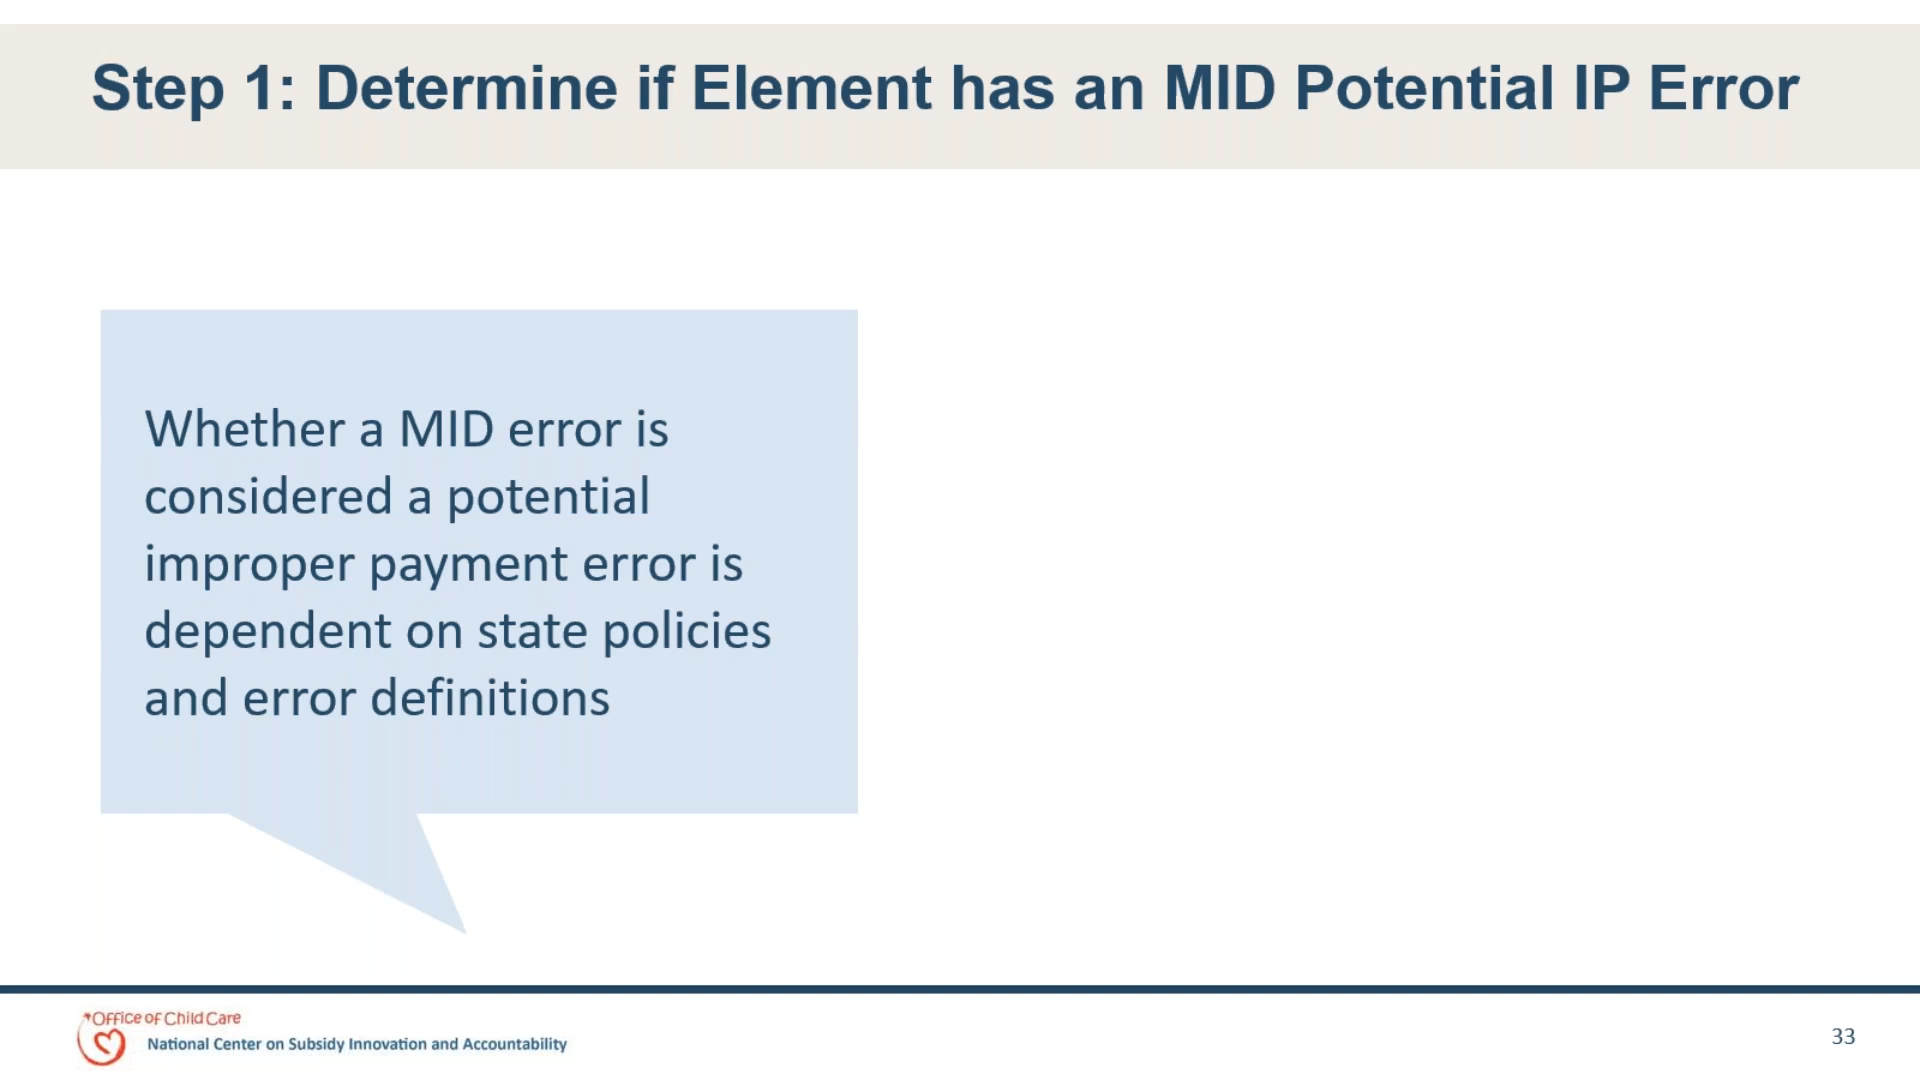 Step 1: Determine if Element has an MID Potential IP Error
Whether a MID error is
considered a potential
improper payment error is
dependent on state policies
and error definitions
Office of Child Care
National Center on Subsidy Innovation and Accountability
33